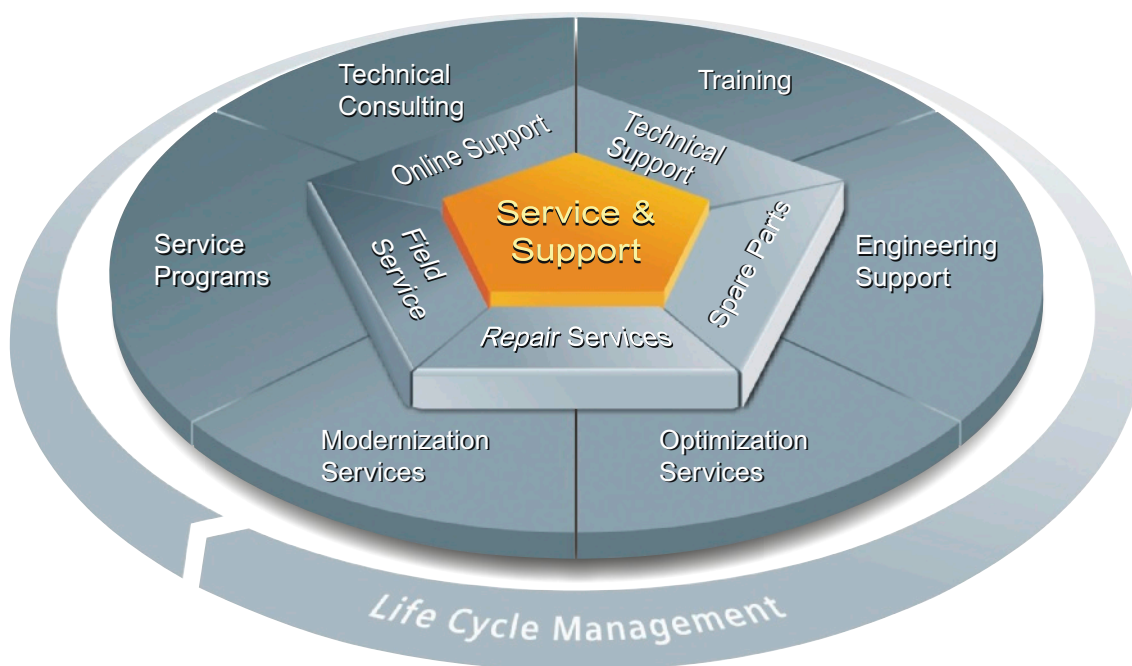 Technical
Consulting
Training
Online Support
Technical
Support
Service &
Support
Service
Programs
Field
Service
Spare Parts
Engineering
Support
Repair Services
Modernization
Services
Optimization
Services
Life Cycle Management